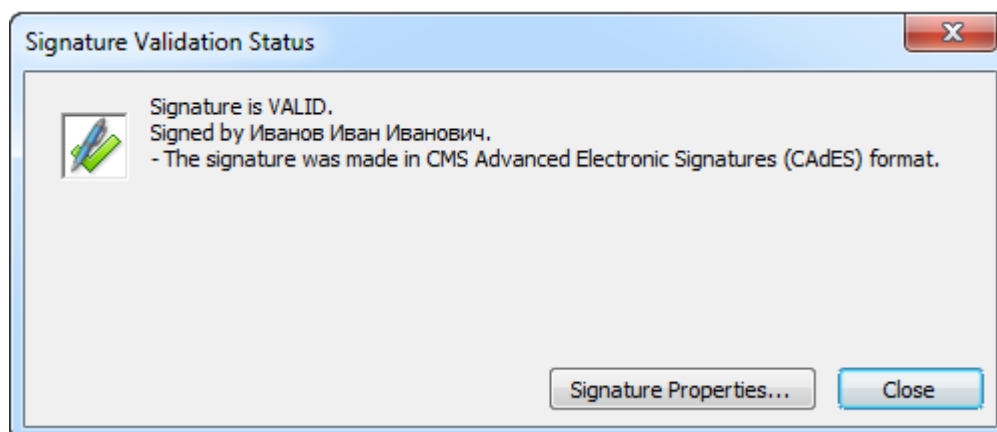 Signature Validation Status
Signature is VALID.
Signed by Иванов Иван Иванович.
- The signature was made in CMS Advanced Electronic Signatures (CAdES) format.
Signature Properties... Close